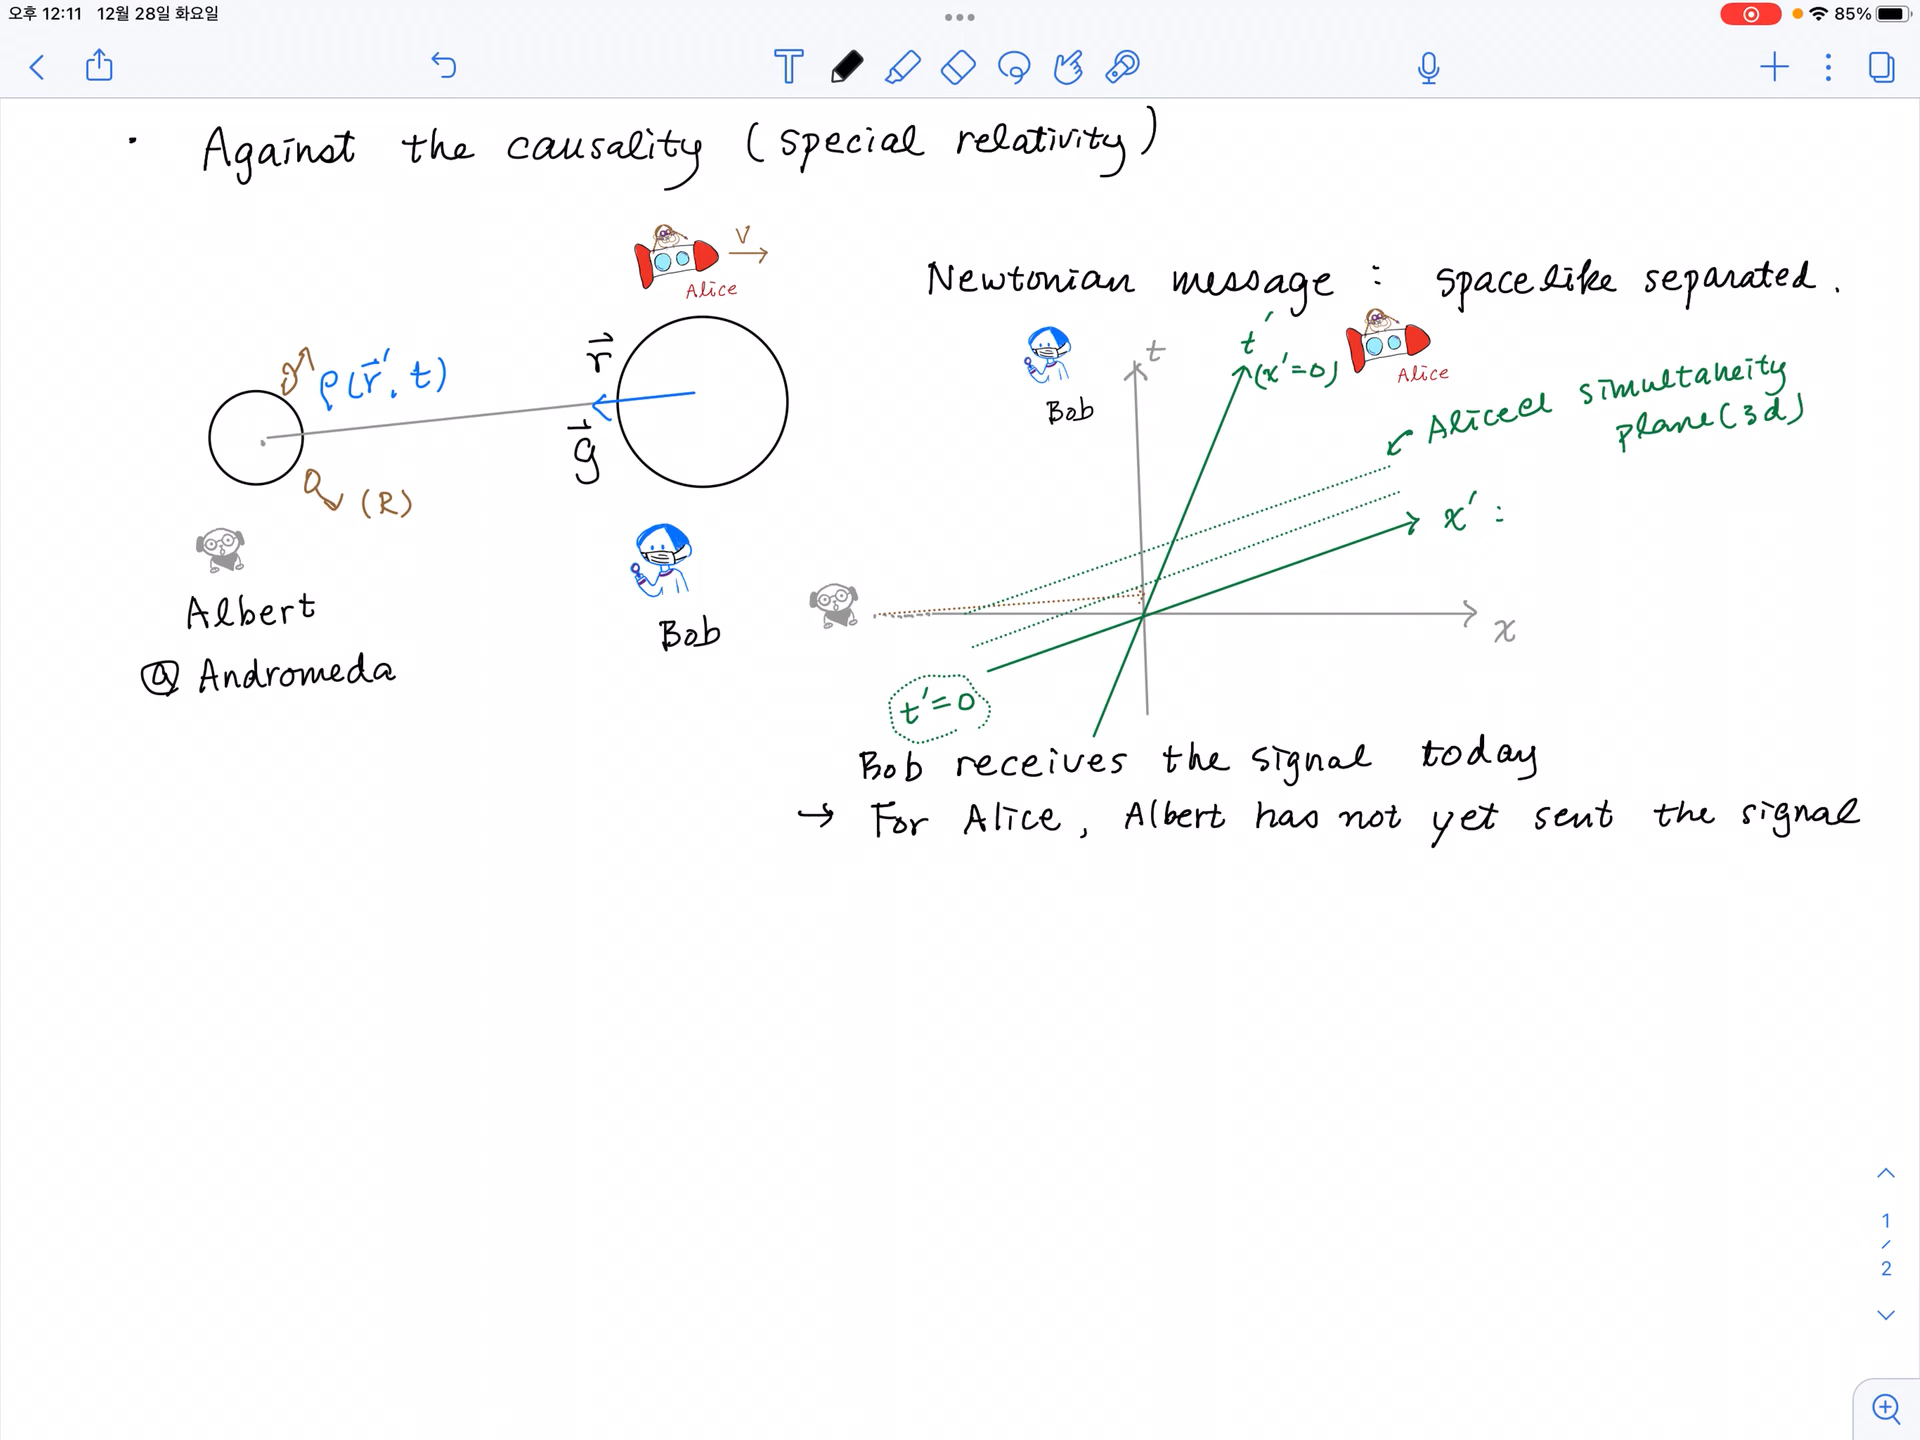 오후 12:11 12월 28일 화요일
85%
• Against the causality (special relativity)
V
Alice
Newtonian message : spacelike separated.
r⃗
ρ(r⃗′, t)
g⃗
(R)
Albert
@ Andromeda
Bob
Bob
t
t′
(x′=0)
Alice
simultaneity
plane(3d)
x′ :
x
t′=0
Bob receives the signal today
→ For Alice, Albert has not yet sent the signal
1
/
2